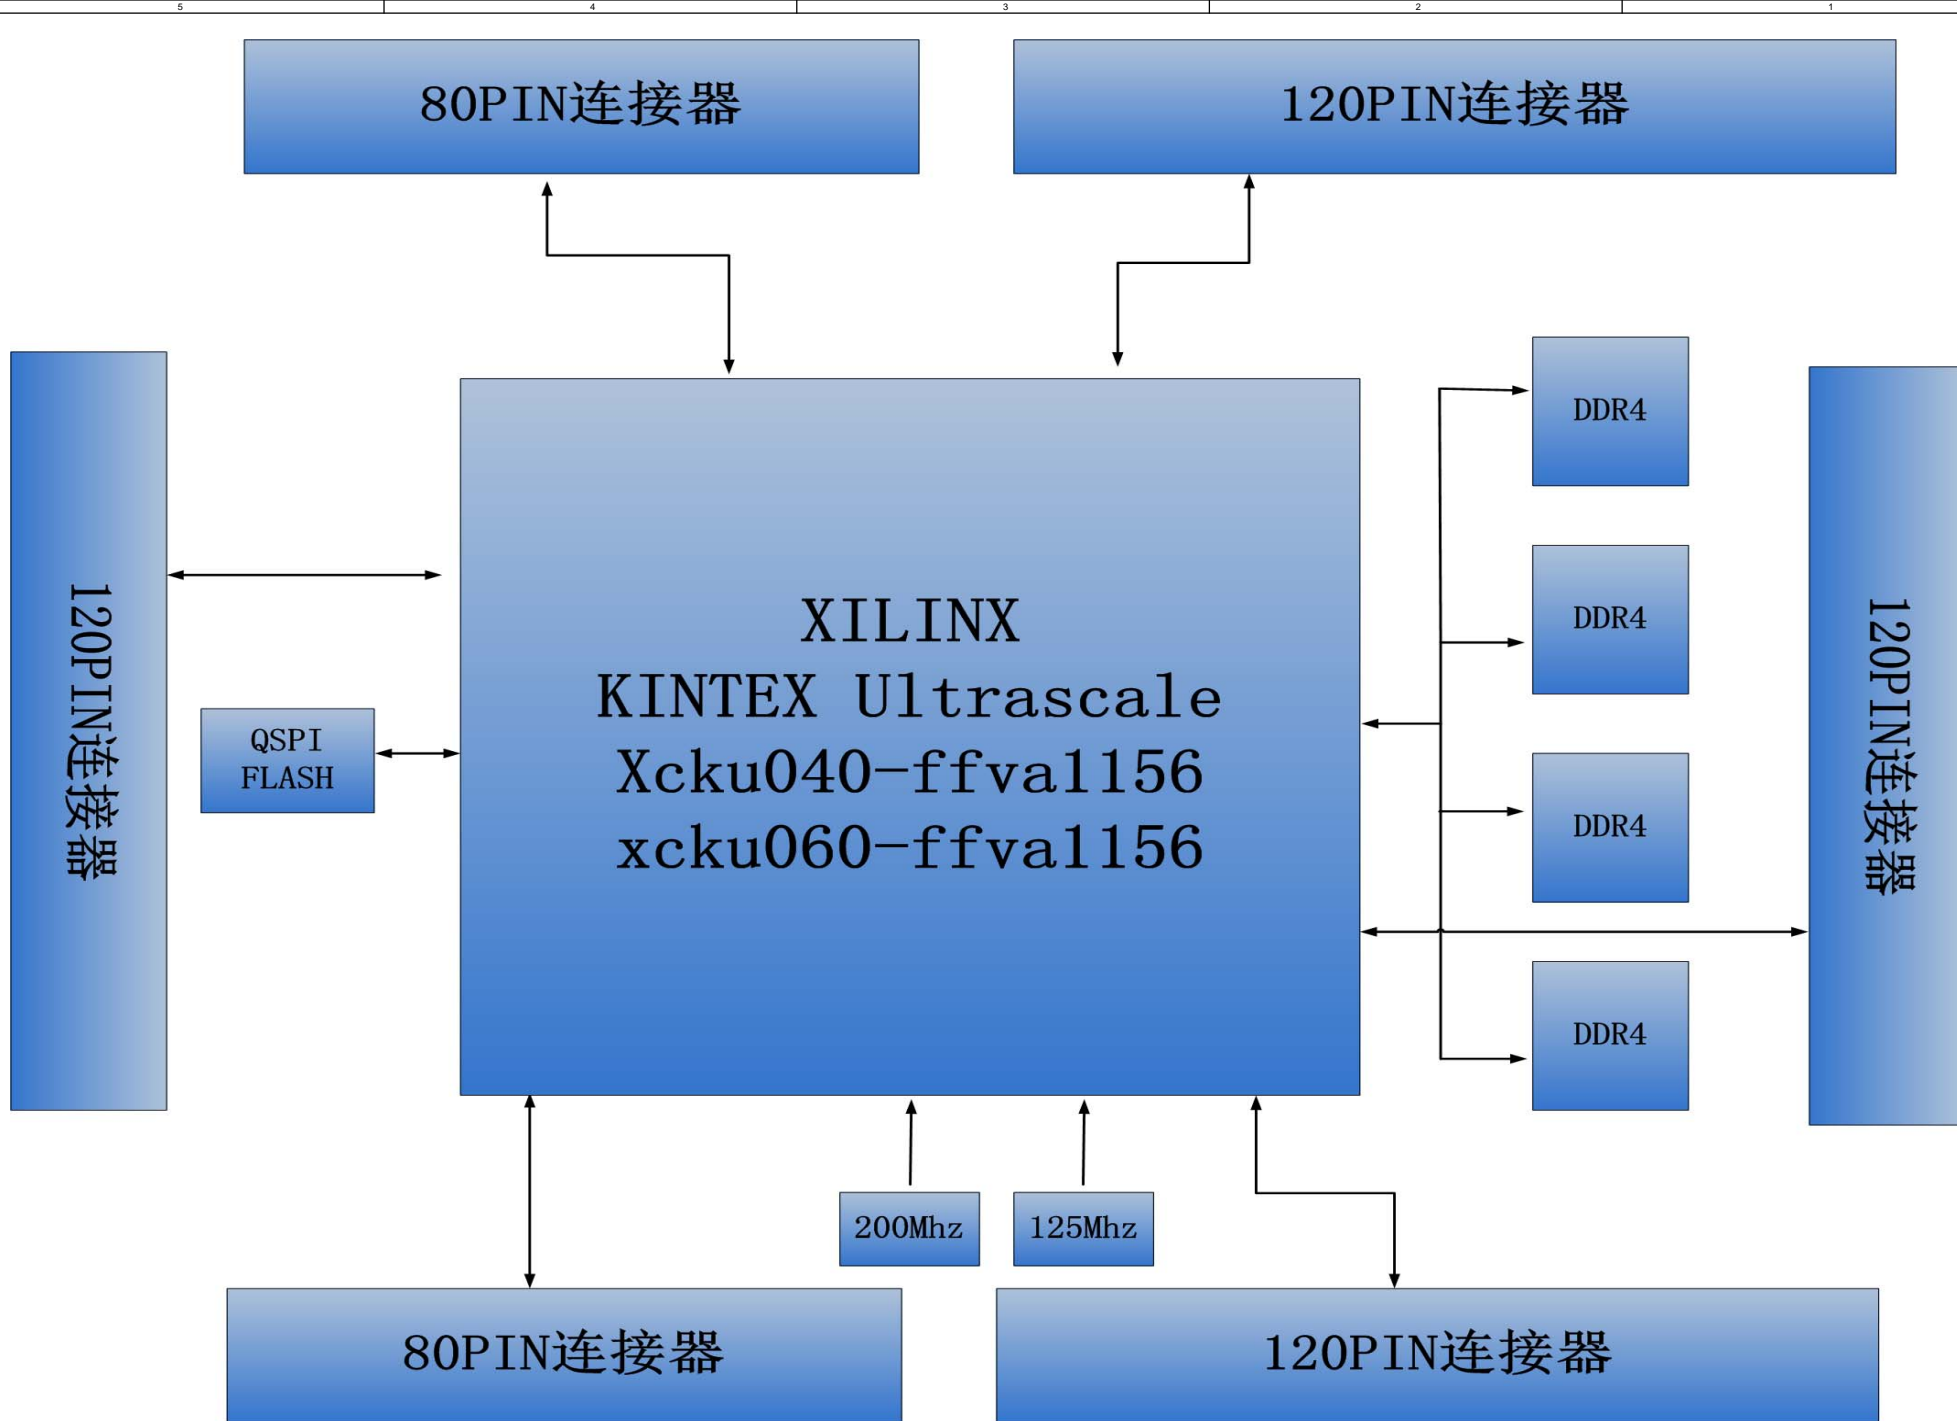 5 4 3 2 1
80PIN连接器
120PIN连接器
120PIN连接器
QSPI
FLASH
XILINX
KINTEX Ultrascale
Xcku040-ffva1156
xcku060-ffva1156
DDR4
DDR4
DDR4
DDR4
120PIN连接器
200Mhz
125Mhz
80PIN连接器
120PIN连接器